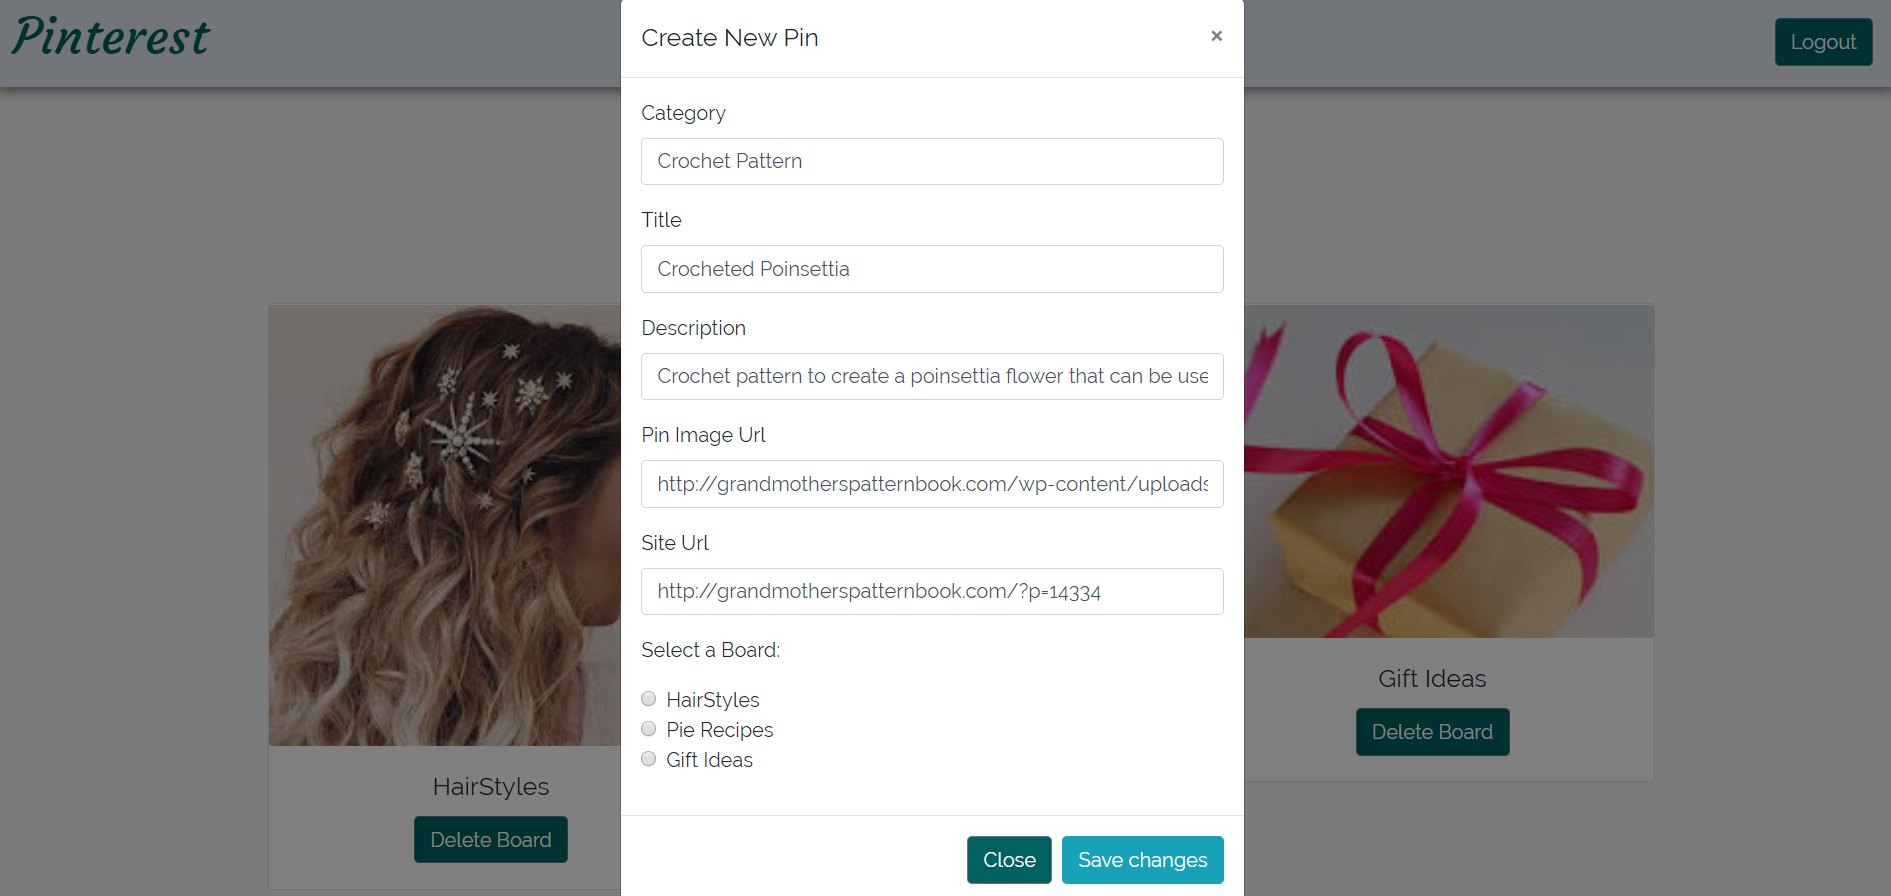 Pinterest
Logout
Create New Pin
×
Category
Crochet Pattern
Title
Crocheted Poinsettia
Description
Crochet pattern to create a poinsettia flower that can be use
Pin Image Url
http://grandmotherspatternbook.com/wp-content/uploads
Site Url
http://grandmotherspatternbook.com/?p=14334
Select a Board:
HairStyles
Pie Recipes
Gift Ideas
Close
Save changes
HairStyles
Delete Board
Gift Ideas
Delete Board